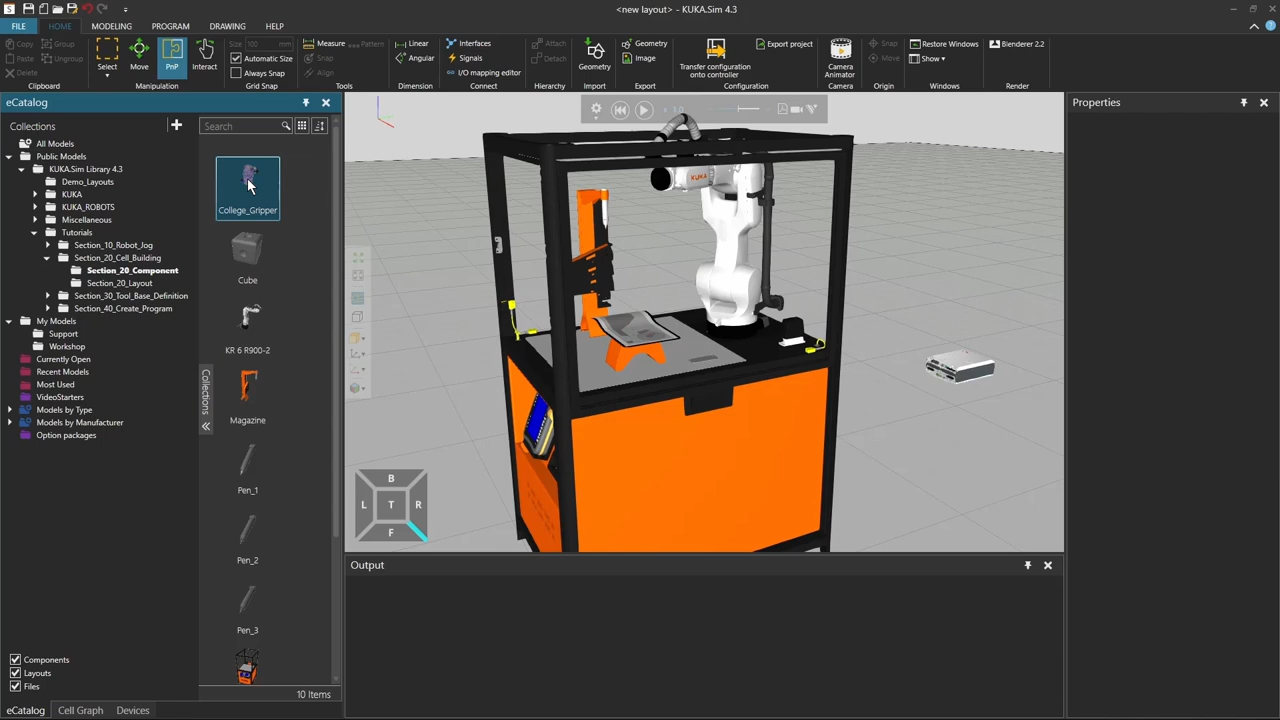 <new layout> - KUKA.Sim 4.3
FILE HOME MODELING PROGRAM DRAWING HELP
Copy Group
Paste Ungroup
Delete
Clipboard
Select Move PnP Interact
Manipulation
Size 100 mm
Automatic Size
Always Snap
Grid Snap
Measure Pattern
Snap
Align
Tools
Linear
Angular
Dimension
Interfaces
Signals
I/O mapping editor
Connect
Attach
Detach
Hierarchy
Geometry
Import
Geometry
Image
Export
Transfer configuration onto controller
Export project
Configuration
Camera Animator
Camera
Snap
Move
Origin
Restore Windows
Show
Windows
Blenderer 2.2
Render
eCatalog
Collections
All Models
Public Models
KUKA.Sim Library 4.3
Demo_Layouts
KUKA
KUKA_ROBOTS
Miscellaneous
Tutorials
Section_10_Robot_Jog
Section_20_Cell_Building
Section_20_Component
Section_20_Layout
Section_30_Tool_Base_Definition
Section_40_Create_Program
My Models
Support
Workshop
Currently Open
Recent Models
Most Used
VideoStarters
Models by Type
Models by Manufacturer
Option packages
Components
Layouts
Files
Collections
Search
College_Gripper
Cube
KR 6 R900-2
Magazine
Pen_1
Pen_2
Pen_3
10 Items
eCatalog Cell Graph Devices
x 1.0
KUKA
B
L T R
F
Output
Properties